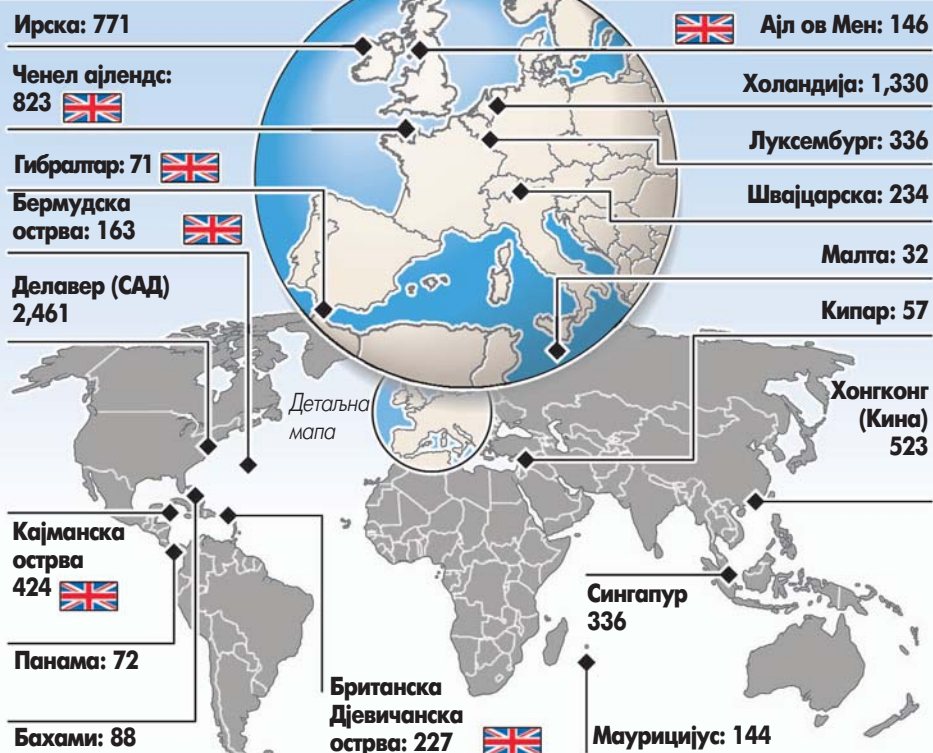 Ирска: 771
Ченел ајлендс:
823
Гибралтар: 71
Бермудска
острва: 163
Делавер (САД)
2,461
Ајл ов Мен: 146
Холандија: 1,330
Луксембург: 336
Швајцарска: 234
Малта: 32
Кипар: 57
Хонгконг
(Кина)
523
Детаљна
мапа
Кајманска
острва
424
Панама: 72
Бахами: 88
Британска
Дјевичанска
острва: 227
Сингапур
336
Маурицијус: 144